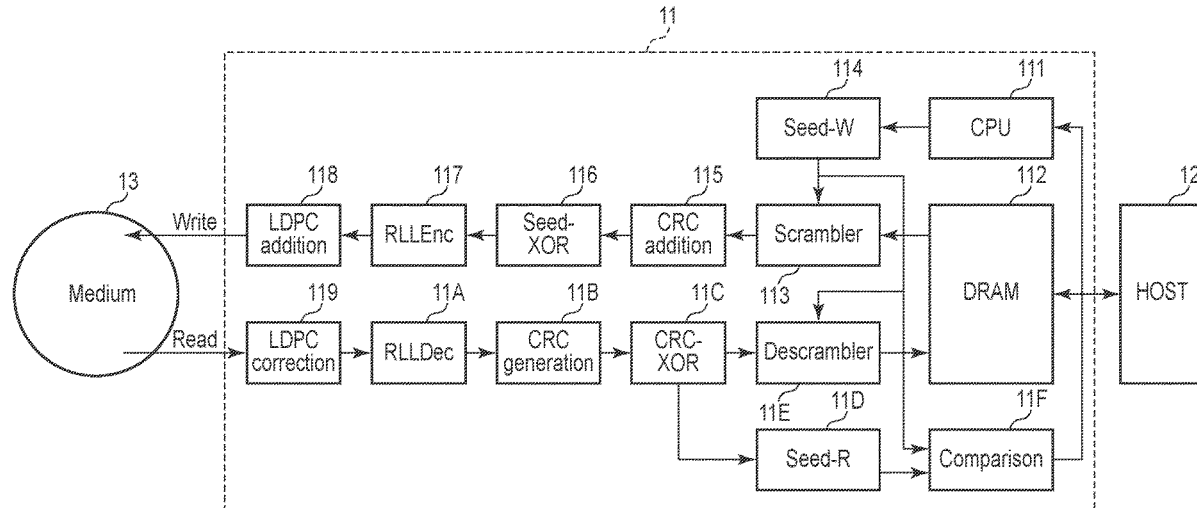 11
114
111
Seed-W
CPU
13
118
117
116
115
112
12
Write
LDPC
addition
RLLEnc
Seed-
XOR
CRC
addition
Scrambler
113
Medium
DRAM
HOST
119
11A
11B
11C
Read
LDPC
correction
RLLDec
CRC
generation
CRC-
XOR
Descrambler
11E
11D
11F
Seed-R
Comparison